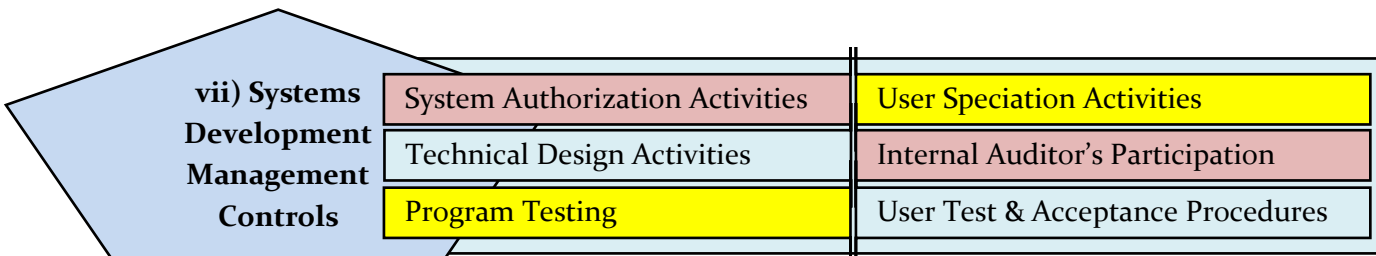 vii) Systems
Development
Management
Controls
System Authorization Activities
User Speciation Activities
Technical Design Activities
Internal Auditor's Participation
Program Testing
User Test & Acceptance Procedures